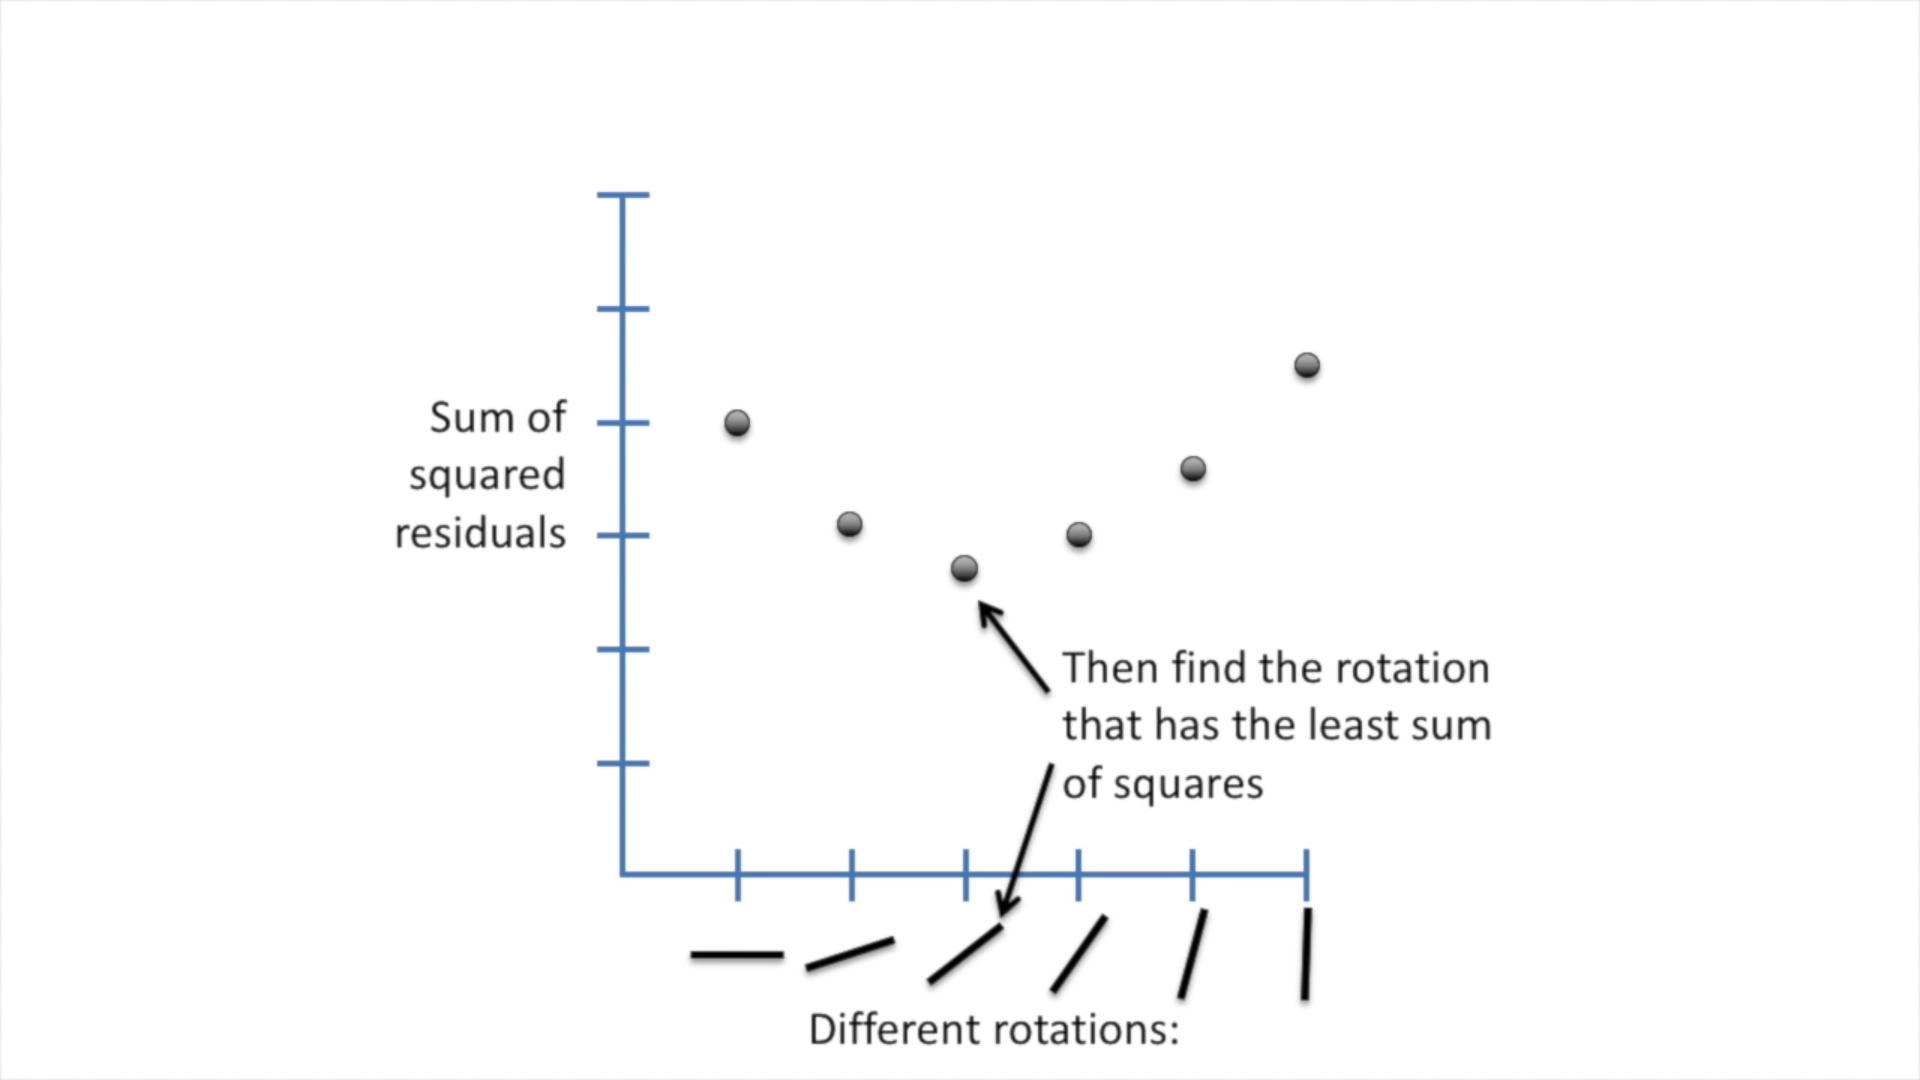 Sum of
squared
residuals
Then find the rotation
that has the least sum
of squares
Different rotations: